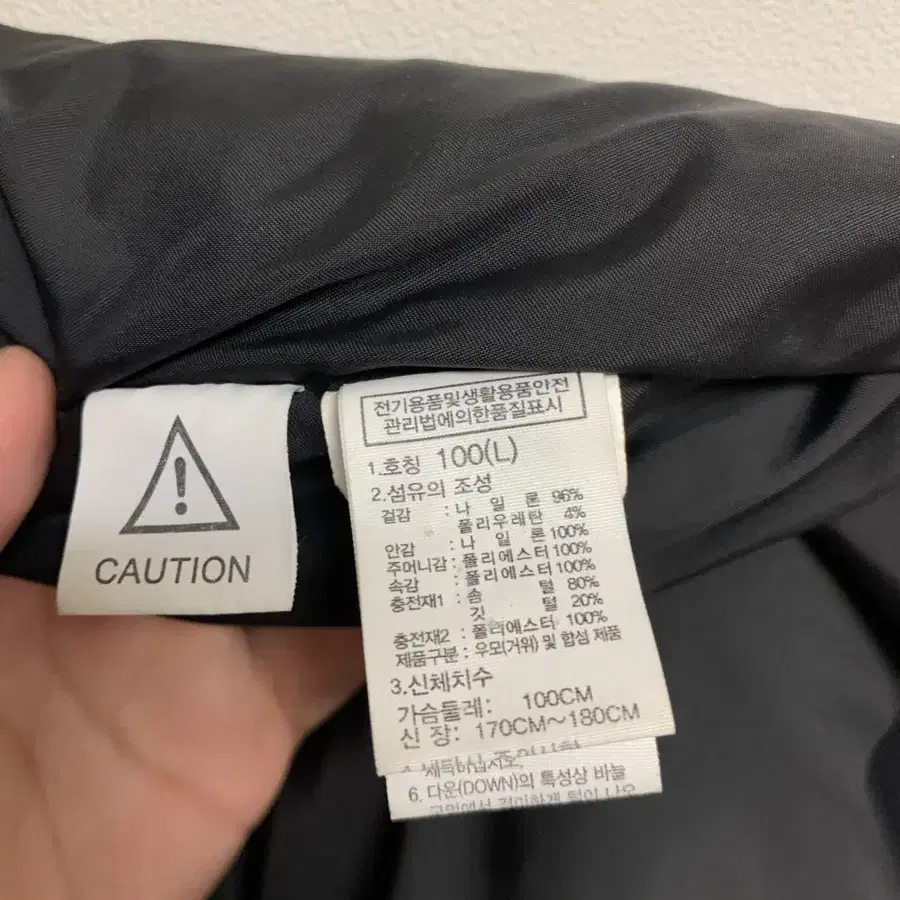 CAUTION
전기용품및생활용품안전
관리법에의한품질표시
1.호칭 100(L)
2.섬유의 조성
겉감 : 나 일 론 96%
폴리우레탄 4%
안감 : 나 일 론 100%
주머니감 : 폴리에스터 100%
속감 : 폴리에스터 100%
충전재1 : 솜 털 80%
깃 털 20%
충전재2 : 폴리에스터 100%
제품구분 : 우모(거위) 및 합성 제품
3.신체치수
가슴둘레: 100CM
신 장: 170CM~180CM
6. 다운(DOWN)의 특성상 바늘